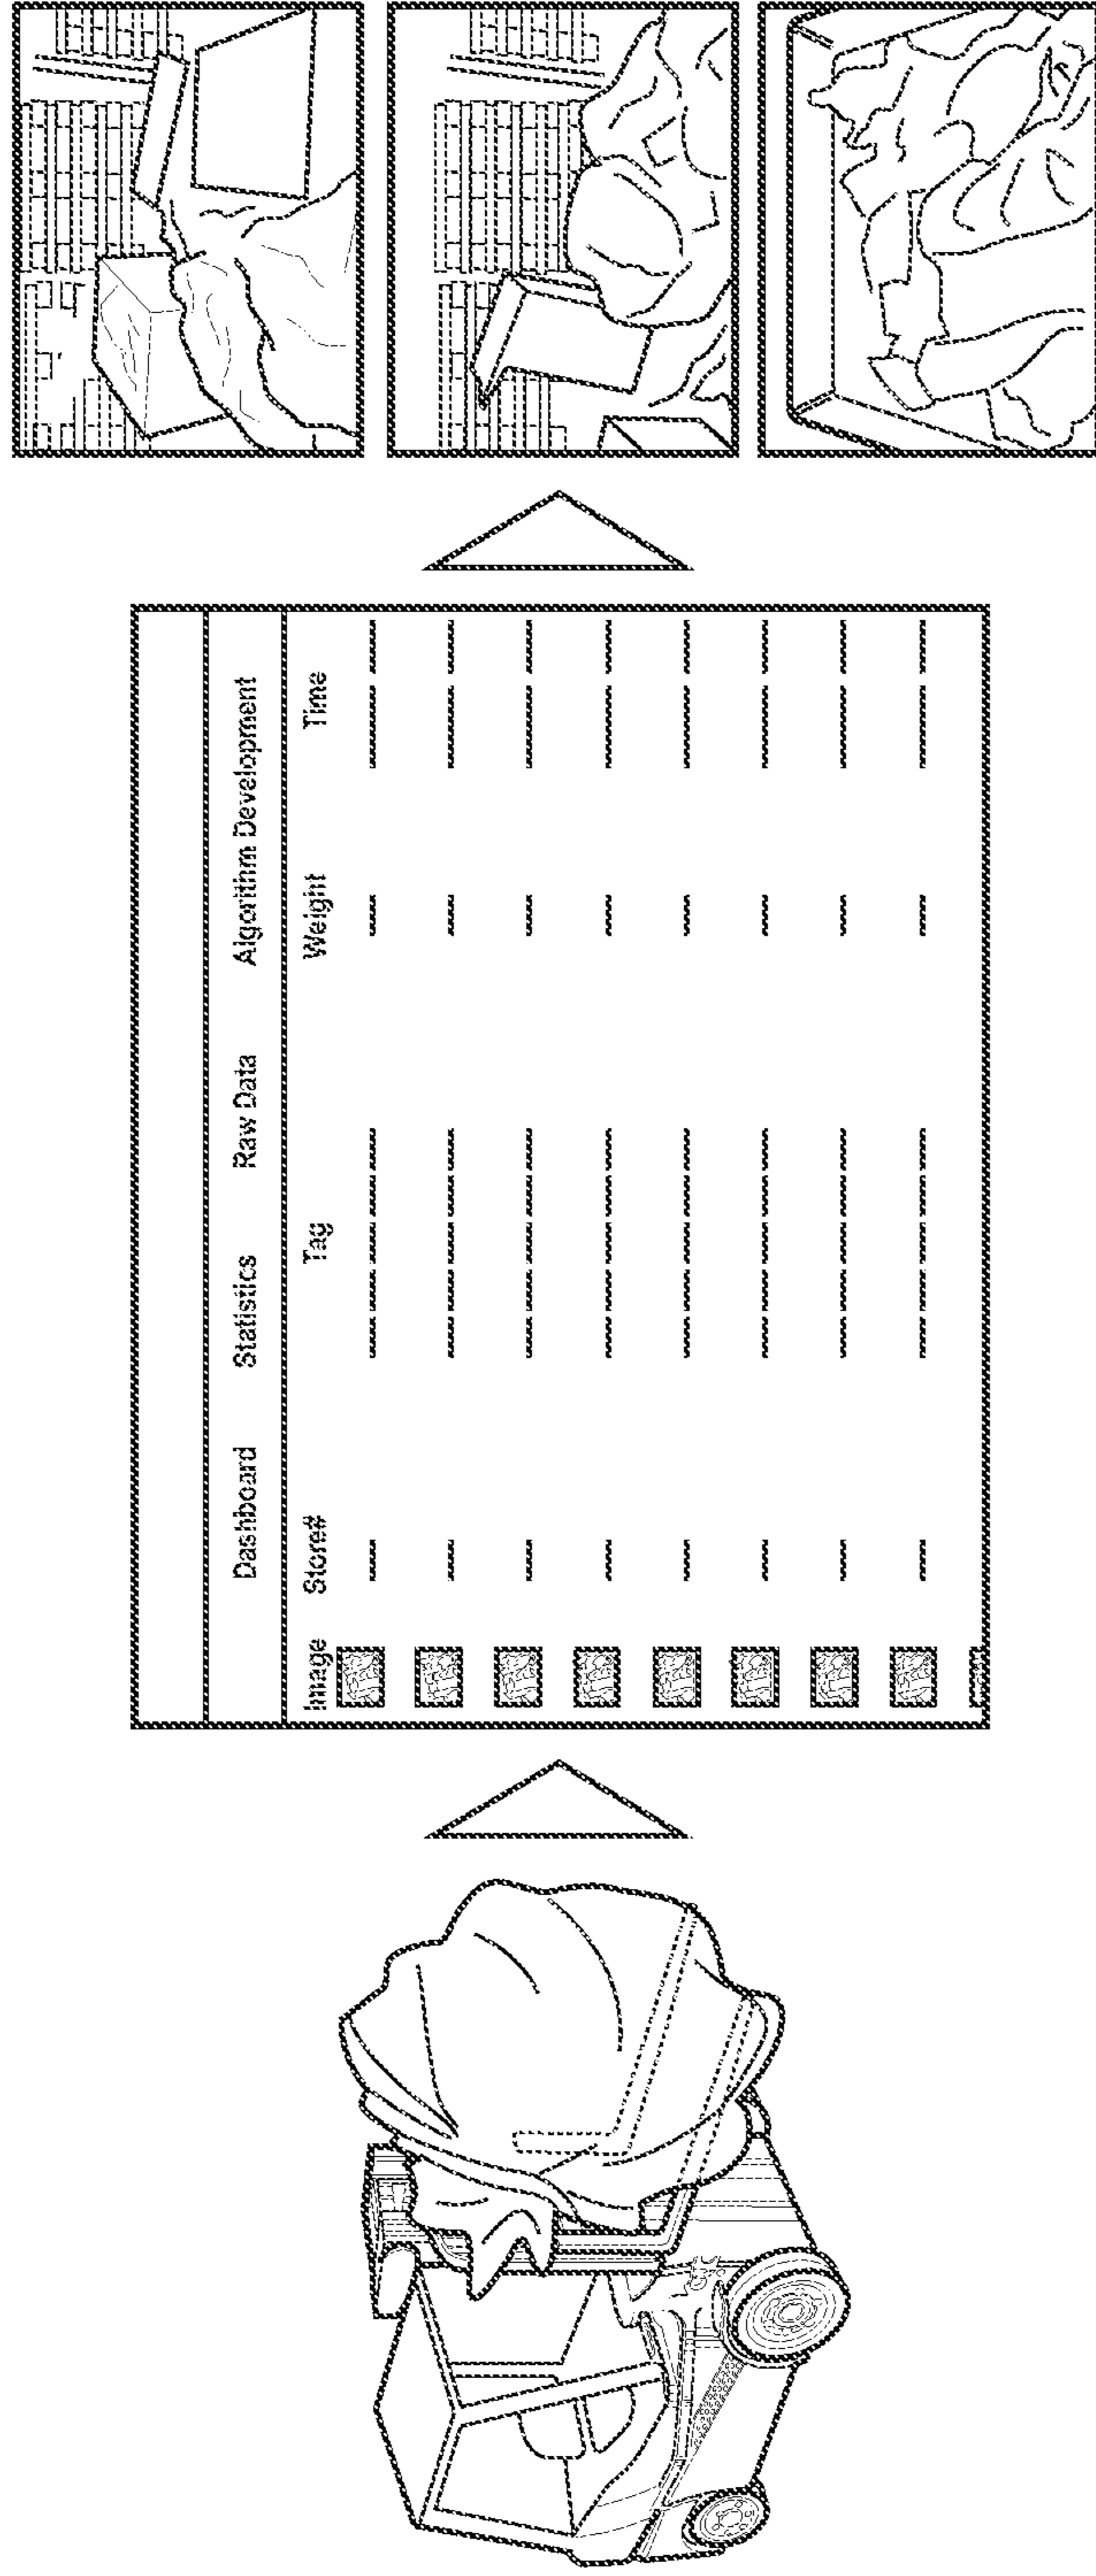 Dashboard Statistics Raw Data Algorithm Development
Image Store# Tag Weight Time